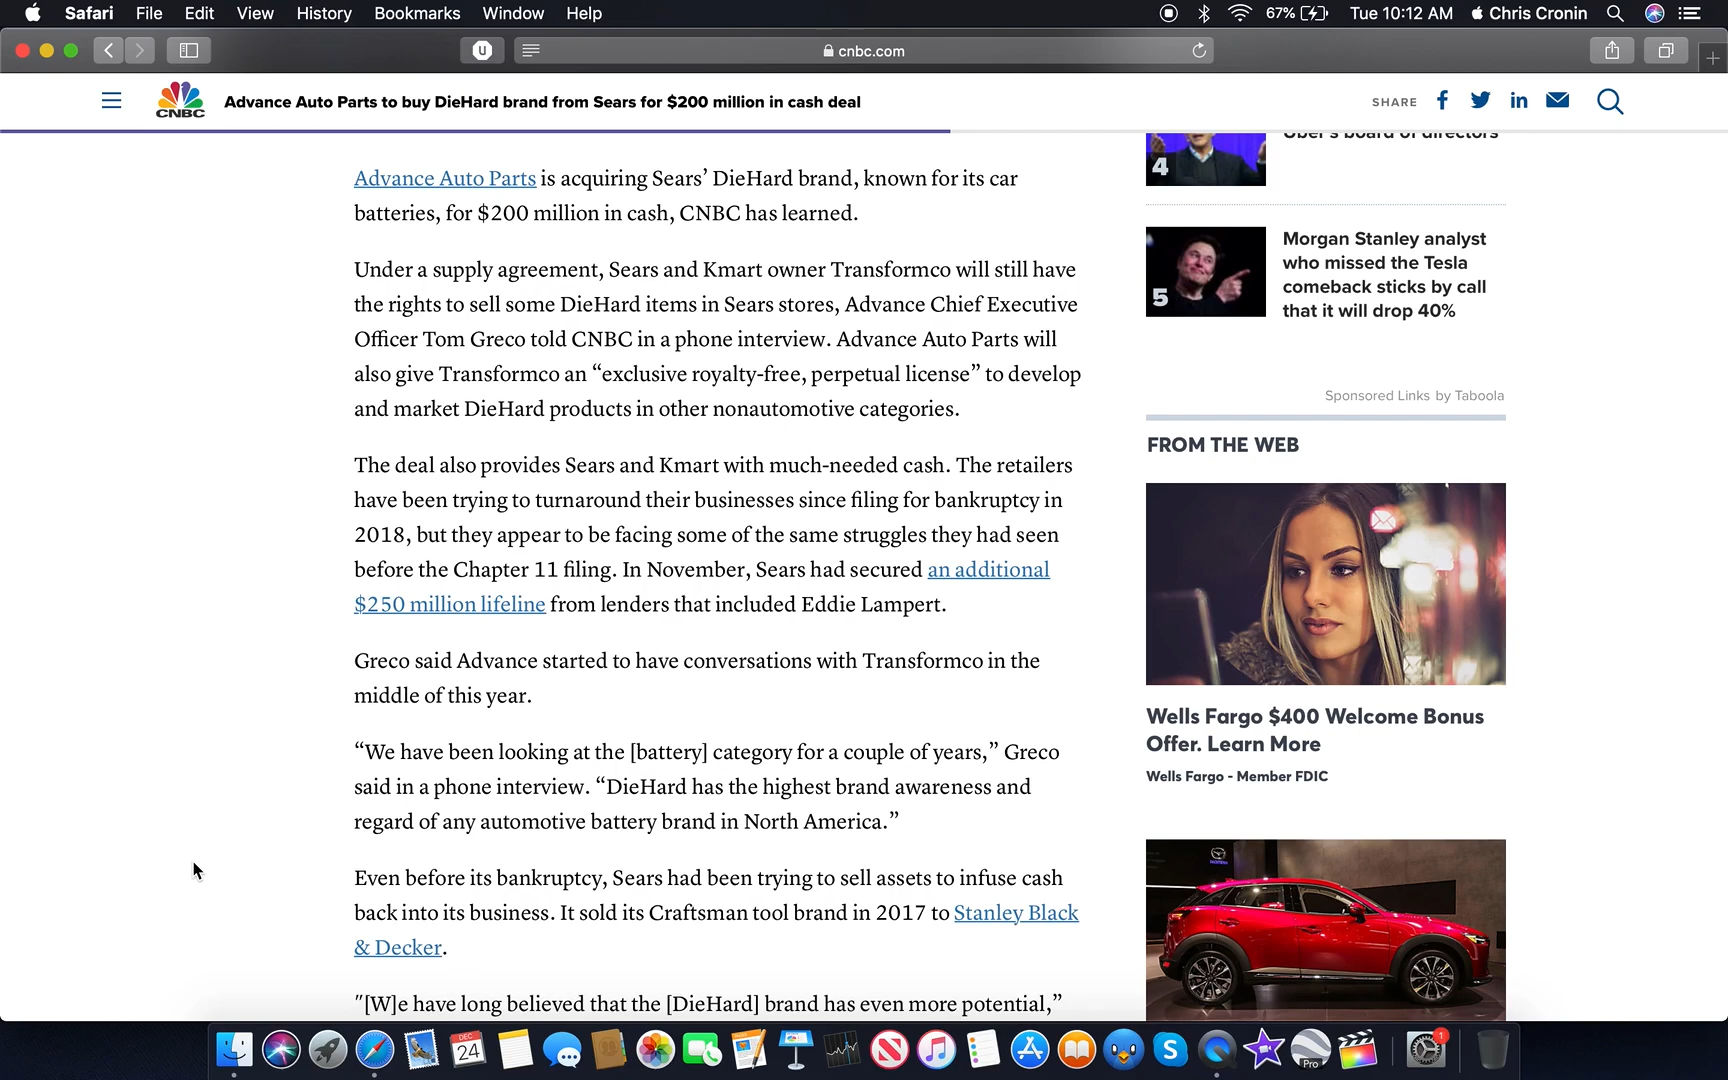 Safari File Edit View History Bookmarks Window Help 67% Tue 10:12 AM Chris Cronin
cnbc.com
CNBC
Advance Auto Parts to buy DieHard brand from Sears for $200 million in cash deal
SHARE
Advance Auto Parts is acquiring Sears’ DieHard brand, known for its car
batteries, for $200 million in cash, CNBC has learned.
Under a supply agreement, Sears and Kmart owner Transformco will still have
the rights to sell some DieHard items in Sears stores, Advance Chief Executive
Officer Tom Greco told CNBC in a phone interview. Advance Auto Parts will
also give Transformco an “exclusive royalty-free, perpetual license” to develop
and market DieHard products in other nonautomotive categories.
The deal also provides Sears and Kmart with much-needed cash. The retailers
have been trying to turnaround their businesses since filing for bankruptcy in
2018, but they appear to be facing some of the same struggles they had seen
before the Chapter 11 filing. In November, Sears had secured an additional
$250 million lifeline from lenders that included Eddie Lampert.
Greco said Advance started to have conversations with Transformco in the
middle of this year.
“We have been looking at the [battery] category for a couple of years,” Greco
said in a phone interview. “DieHard has the highest brand awareness and
regard of any automotive battery brand in North America.”
Even before its bankruptcy, Sears had been trying to sell assets to infuse cash
back into its business. It sold its Craftsman tool brand in 2017 to Stanley Black
& Decker.
"[W]e have long believed that the [DieHard] brand has even more potential,”
Uber's board of directors
4
Morgan Stanley analyst
who missed the Tesla
comeback sticks by call
that it will drop 40%
5
Sponsored Links by Taboola
FROM THE WEB
Wells Fargo $400 Welcome Bonus
Offer. Learn More
Wells Fargo - Member FDIC
DEC
24
1
Pro